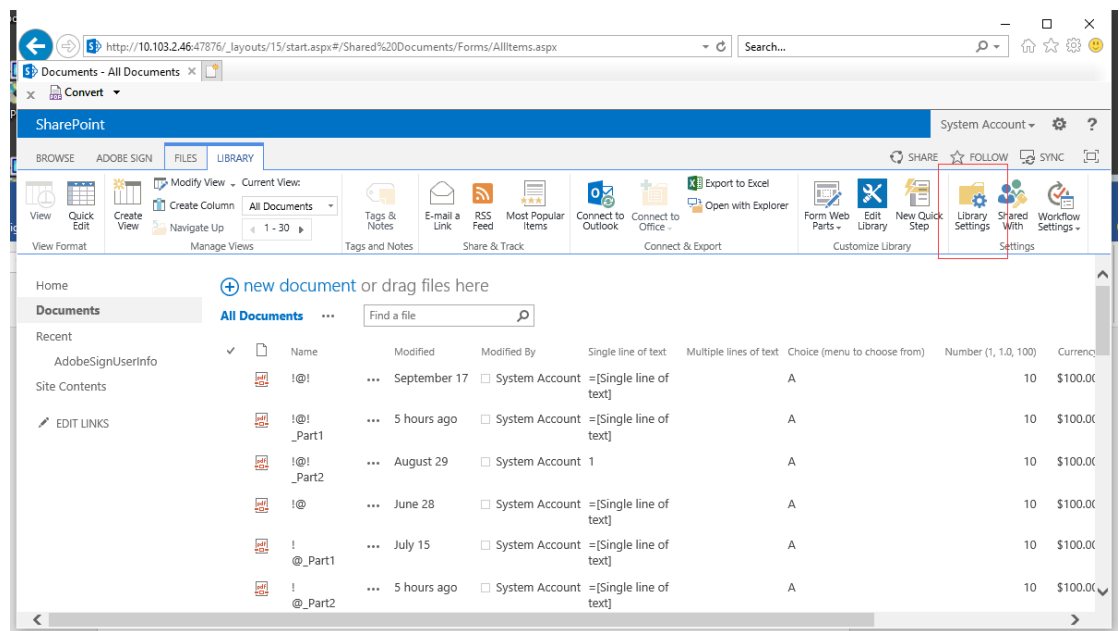 http://10.103.2.46:47876/_layouts/15/start.aspx#/Shared%20Documents/Forms/AllItems.aspx
Search...
Documents - All Documents
Convert
SharePoint
System Account
?
BROWSE ADOBE SIGN FILES LIBRARY
SHARE FOLLOW SYNC
View
Quick Edit
Create View
Modify View
Create Column
Navigate Up
Current View:
All Documents
1 - 30
Tags & Notes
E-mail a Link
RSS Feed
Most Popular Items
Connect to Outlook
Connect to Office
Export to Excel
Open with Explorer
Form Web Parts
Edit Library
New Quick Step
Library Settings
Shared With
Workflow Settings
View Format Manage Views Tags and Notes Share & Track Connect & Export Customize Library Settings
Home
Documents
Recent
AdobeSignUserInfo
Site Contents
EDIT LINKS
new document or drag files here
All Documents ... Find a file
Name Modified Modified By Single line of text Multiple lines of text Choice (menu to choose from) Number (1, 1.0, 100) Currency
!@! ... September 17 System Account =[Single line of text] A 10 $100.00
!@!_Part1 ... 5 hours ago System Account =[Single line of text] A 10 $100.00
!@!_Part2 ... August 29 System Account 1 A 10 $100.00
!@ ... June 28 System Account =[Single line of text] A 10 $100.00
!@_Part1 ... July 15 System Account =[Single line of text] A 10 $100.00
!@_Part2 ... 5 hours ago System Account =[Single line of text] A 10 $100.00